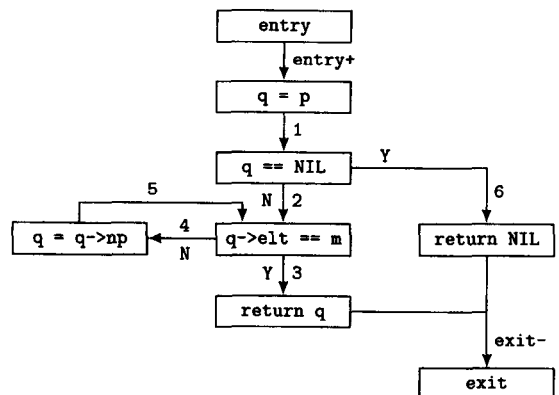 entry
entry+
q = p
1
q == NIL
Y
5
N 2
6
q = q->np
4
N
q->elt == m
return NIL
Y 3
return q
exit-
exit